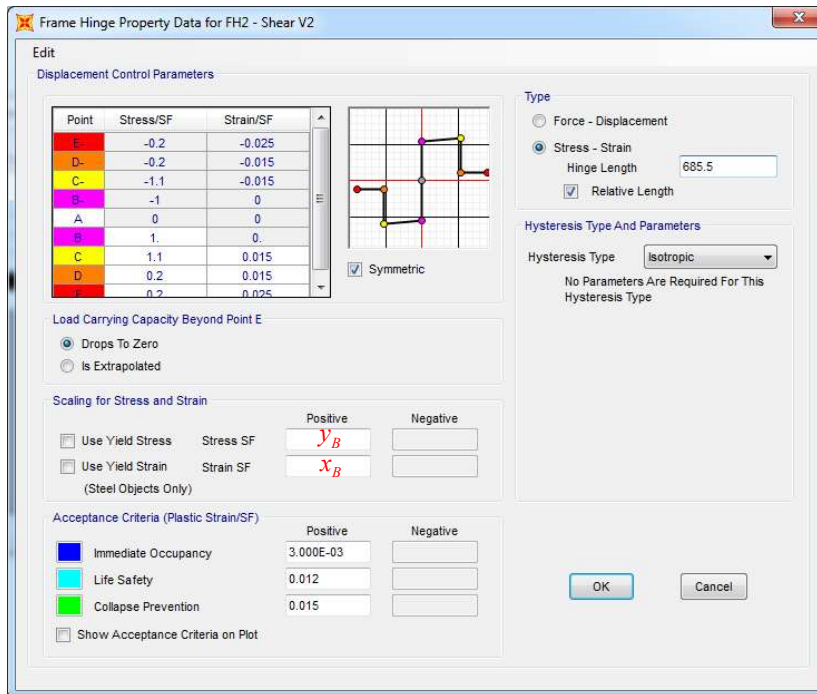 Frame Hinge Property Data for FH2 - Shear V2
Edit
Displacement Control Parameters
Point Stress/SF Strain/SF
E- -0.2 -0.025
D- -0.2 -0.015
C- -1.1 -0.015
B- -1 0
A 0 0
B 1. 0.
C 1.1 0.015
D 0.2 0.015
E 0.2 0.025
Symmetric
Load Carrying Capacity Beyond Point E
Drops To Zero
Is Extrapolated
Scaling for Stress and Strain
Positive Negative
Use Yield Stress Stress SF y_B
Use Yield Strain Strain SF x_B
(Steel Objects Only)
Acceptance Criteria (Plastic Strain/SF)
Positive Negative
Immediate Occupancy 3.000E-03
Life Safety 0.012
Collapse Prevention 0.015
Show Acceptance Criteria on Plot
Type
Force - Displacement
Stress - Strain
Hinge Length 685.5
Relative Length
Hysteresis Type And Parameters
Hysteresis Type Isotropic
No Parameters Are Required For This
Hysteresis Type
OK Cancel